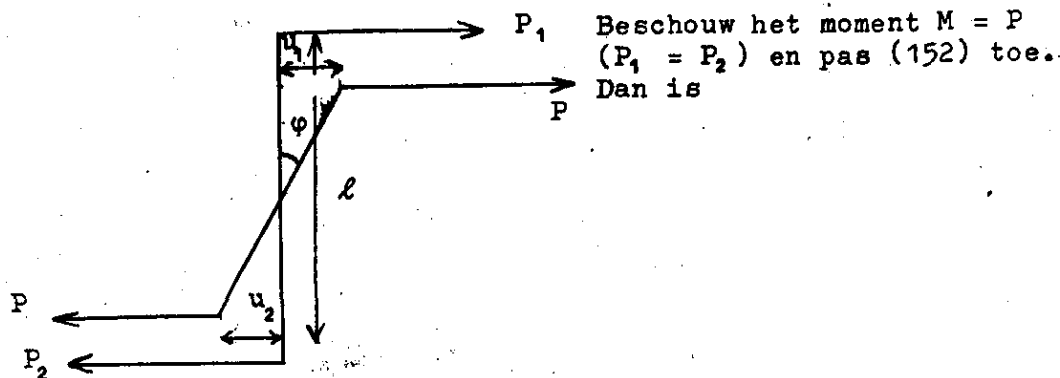 P₁ Beschouw het moment M = P
(P₁ = P₂) en pas (152) toe.
Dan is
u₁
P
φ
ℓ
P
u₂
P₂